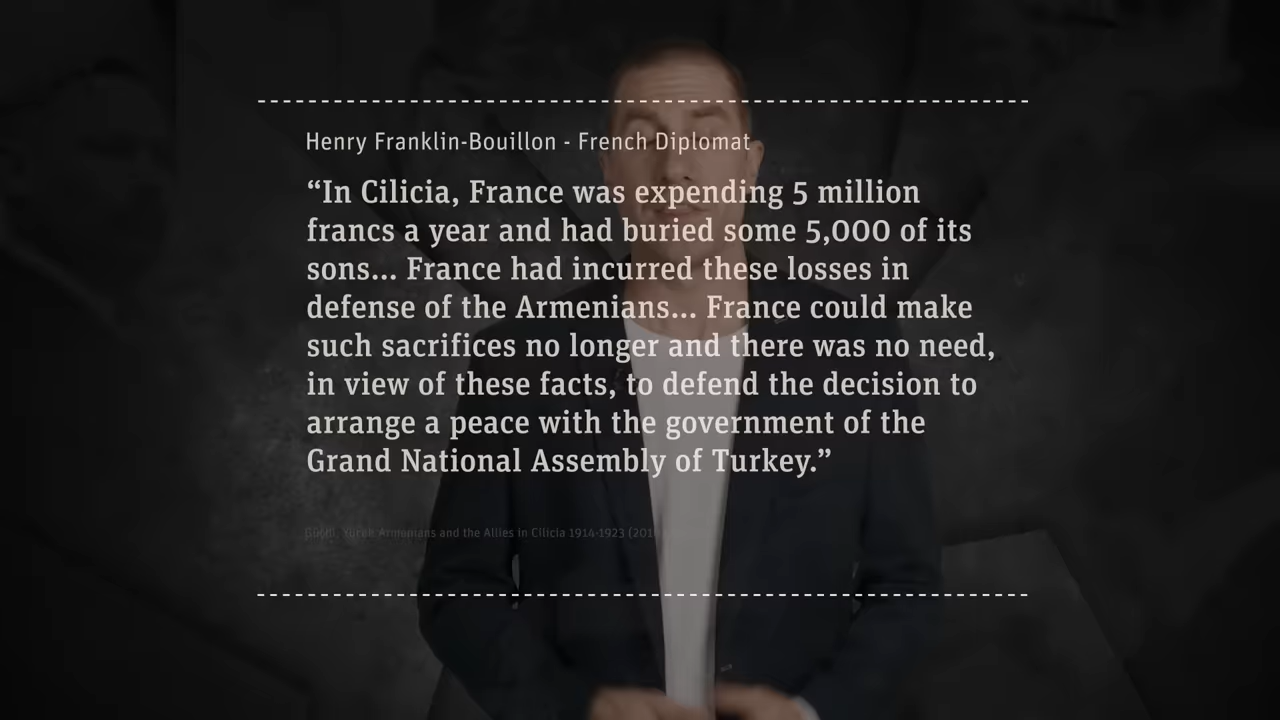 Henry Franklin-Bouillon - French Diplomat
“In Cilicia, France was expending 5 million
francs a year and had buried some 5,000 of its
sons... France had incurred these losses in
defense of the Armenians... France could make
such sacrifices no longer and there was no need,
in view of these facts, to defend the decision to
arrange a peace with the government of the
Grand National Assembly of Turkey.”
Armenians and the Allies in Cilicia 1914-1923